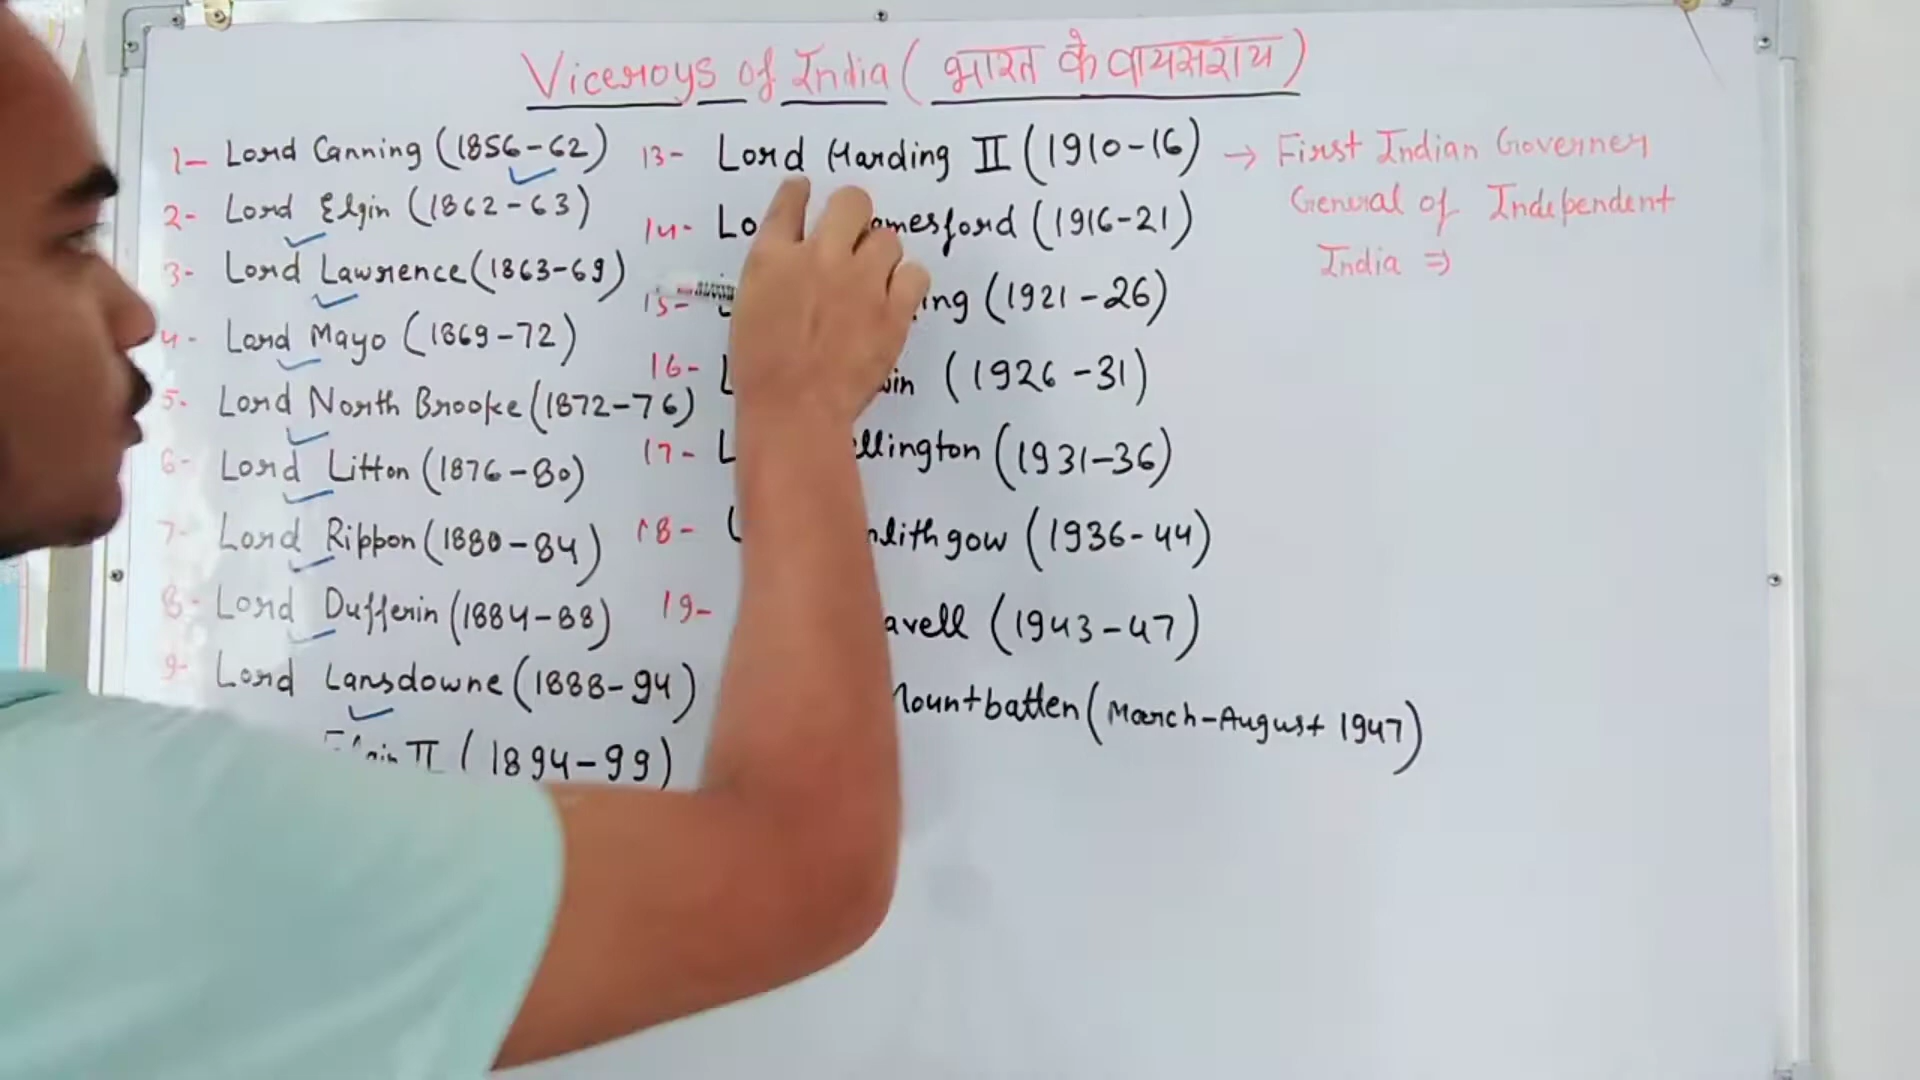 Viceroys of India ( भारत के वायसराय )
1- Lord Canning (1856-62)
2- Lord Elgin (1862-63)
3- Lord Lawrence (1863-69)
4- Lord Mayo (1869-72)
5- Lord North Brooke (1872-76)
6- Lord Litton (1876-80)
7- Lord Rippon (1880-84)
8- Lord Dufferin (1884-88)
9- Lord Lansdowne (1888-94)
II (1894-99)
13- Lord Harding II (1910-16)
14- Lo mesford (1916-21)
15- ing (1921-26)
16- L in (1926-31)
17- L llington (1931-36)
18- L nlithgow (1936-44)
19- avell (1943-47)
Mountbatten (March-August 1947)
→ First Indian Governer
General of Independent
India ⇒